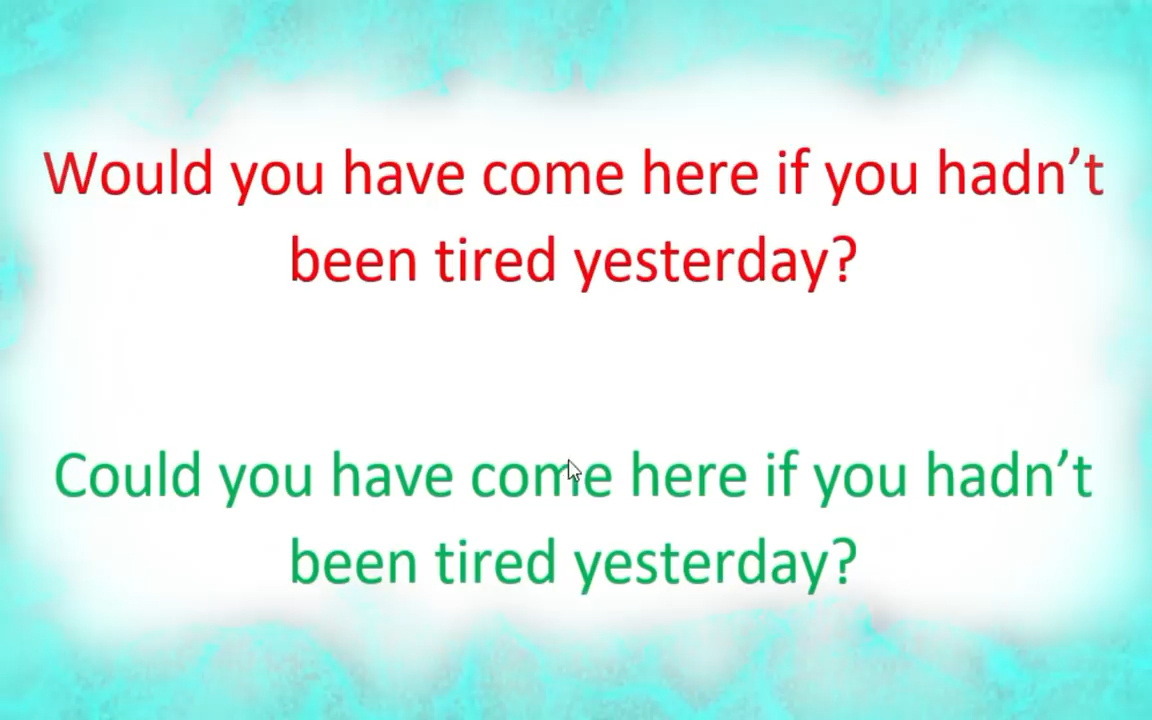 Would you have come here if you hadn’t
been tired yesterday?
Could you have come here if you hadn’t
been tired yesterday?